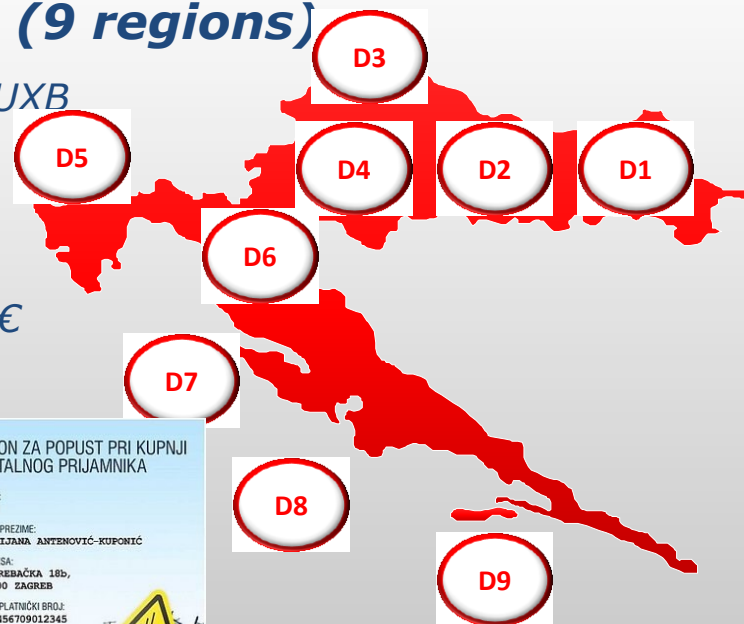 (9 regions)
UXB
D3
D5
D4
D2
D1
D6
€
D7
ON ZA POPUST PRI KUPNJI
TALNOG PRIJAMNIKA
PREZIME:
IJANA ANTENOVIĆ-KUPONIĆ
SA:
REBAČKA 18b,
00 ZAGREB
PLATNIČKI BROJ:
456709012345
D8
D9